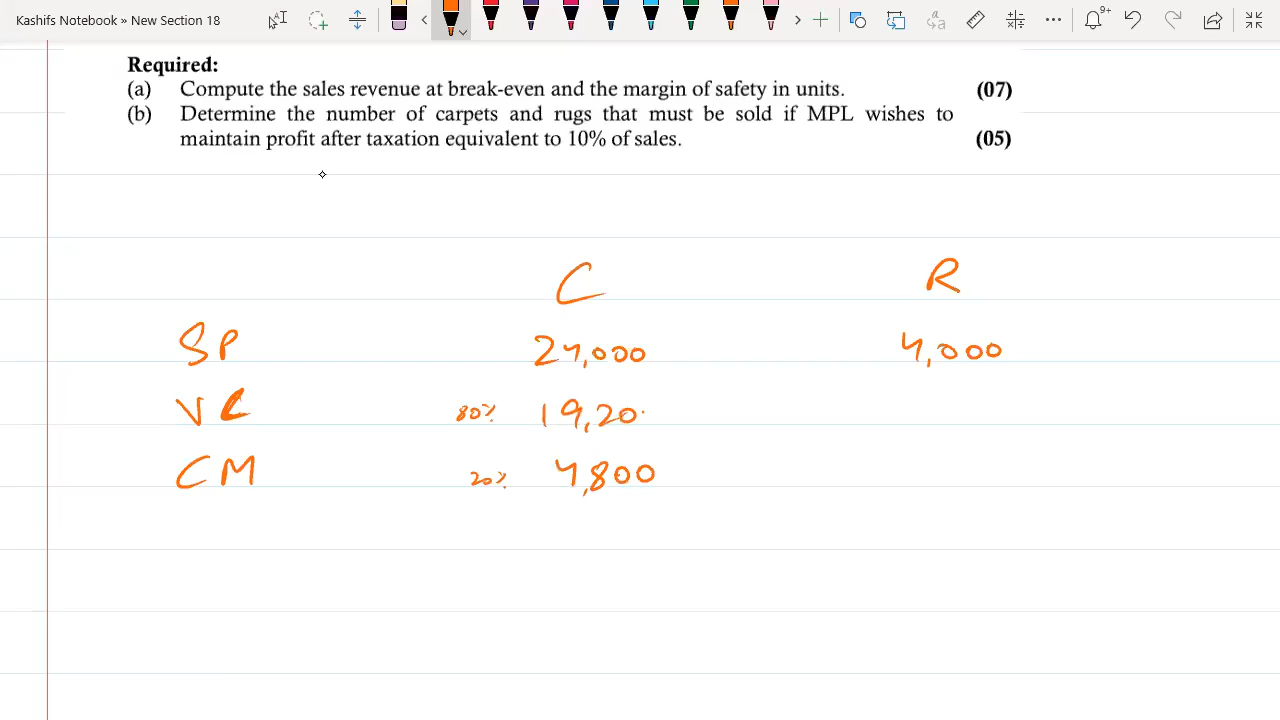 Kashifs Notebook » New Section 18
9+
Required:
(a) Compute the sales revenue at break-even and the margin of safety in units. (07)
(b) Determine the number of carpets and rugs that must be sold if MPL wishes to
maintain profit after taxation equivalent to 10% of sales. (05)
C R
SP 24,000 4,000
VC 80% 19,20
CM 20% 4,800